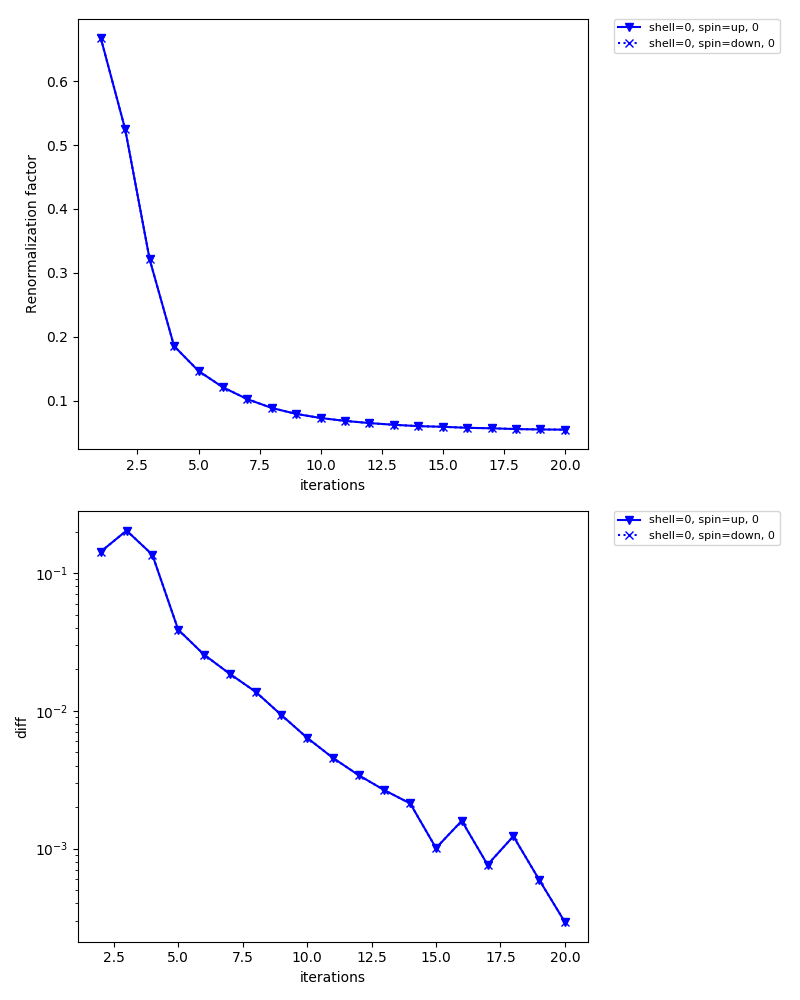 shell=0, spin=up, 0
shell=0, spin=down, 0
Renormalization factor
0.6
0.5
0.4
0.3
0.2
0.1
2.5 5.0 7.5 10.0 12.5 15.0 17.5 20.0
iterations
shell=0, spin=up, 0
shell=0, spin=down, 0
diff
10⁻¹
10⁻²
10⁻³
2.5 5.0 7.5 10.0 12.5 15.0 17.5 20.0
iterations